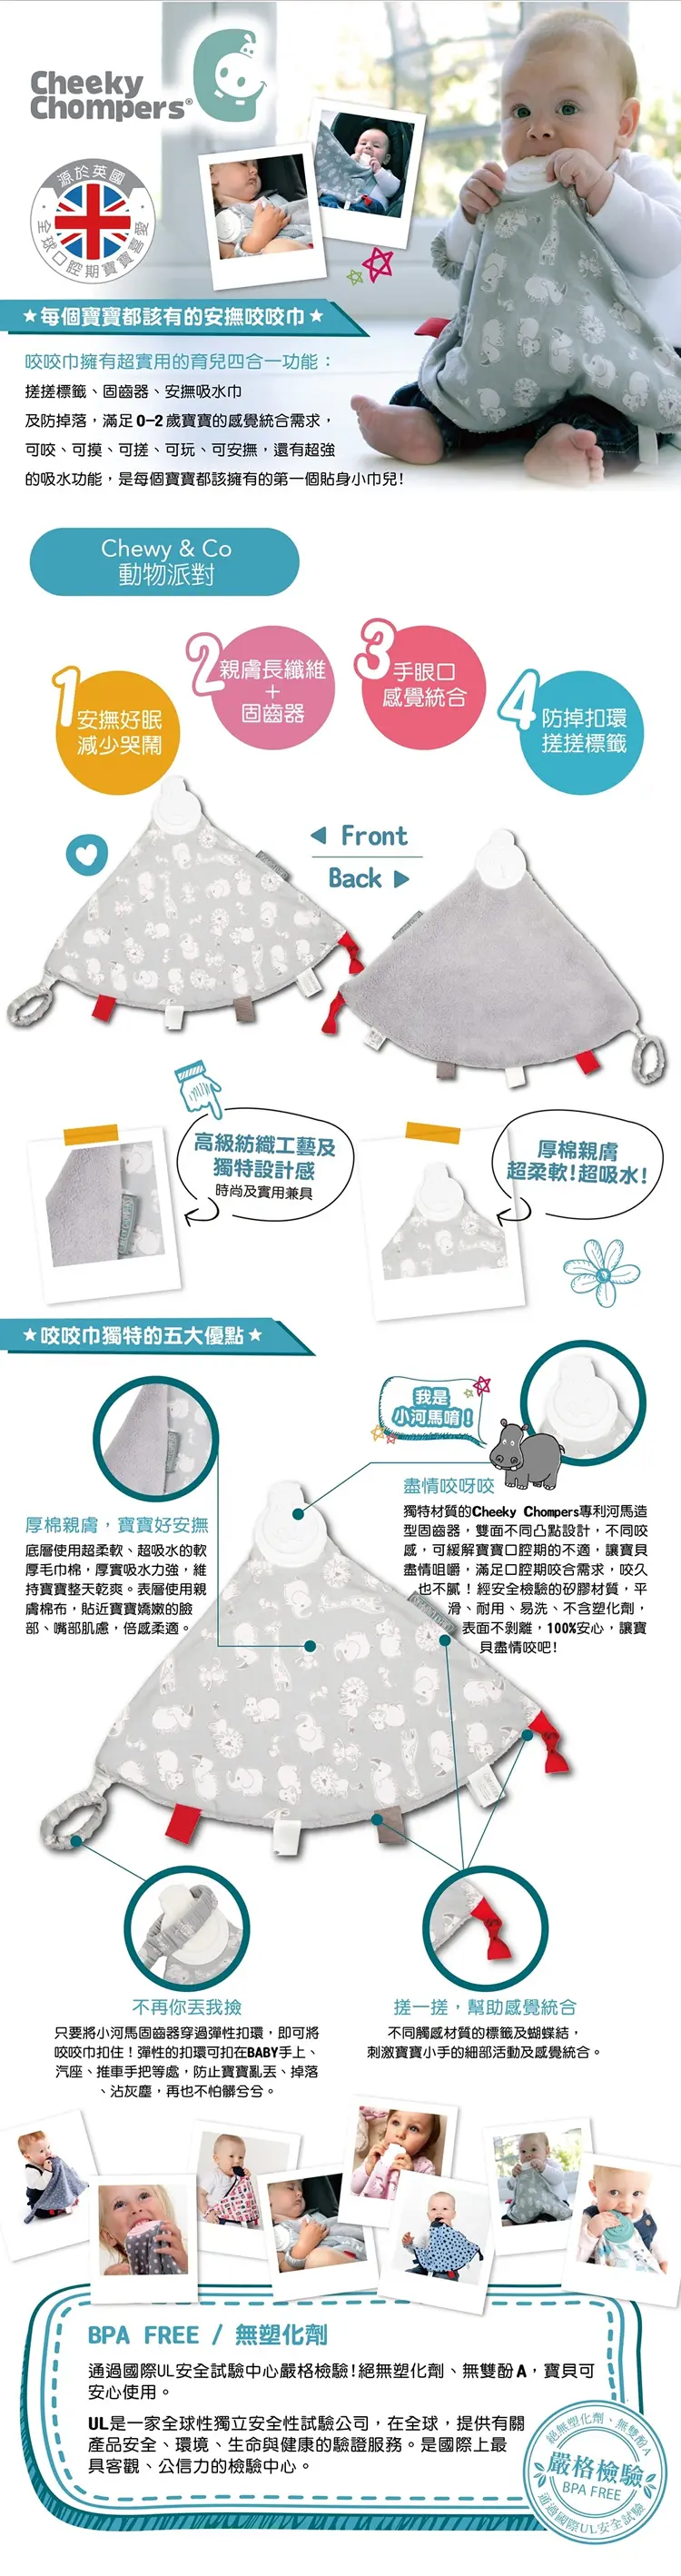 Cheeky
Chompers®
源於英國
全球口腔期寶寶喜愛
★每個寶寶都該有的安撫咬咬巾★
咬咬巾擁有超實用的育兒四合一功能：
搓搓標籤、固齒器、安撫吸水巾
及防掉落，滿足0-2歲寶寶的感覺統合需求，
可咬、可摸、可搓、可玩、可安撫，還有超強
的吸水功能，是每個寶寶都該擁有的第一個貼身小巾兒!
Chewy & Co
動物派對
1
安撫好眠
減少哭鬧
2
親膚長纖維
+
固齒器
3
手眼口
感覺統合
4
防掉扣環
搓搓標籤
◀ Front
Back ▶
高級紡織工藝及
獨特設計感
時尚及實用兼具
厚棉親膚
超柔軟!超吸水!
★咬咬巾獨特的五大優點★
我是
小河馬唷！
厚棉親膚，寶寶好安撫
底層使用超柔軟、超吸水的軟
厚毛巾棉，厚實吸水力強，維
持寶寶整天乾爽。表層使用親
膚棉布，貼近寶寶嬌嫩的臉
部、嘴部肌膚，倍感柔適。
盡情咬呀咬
獨特材質的Cheeky Chompers專利河馬造
型固齒器，雙面不同凸點設計，不同咬
感，可緩解寶寶口腔期的不適，讓寶貝
盡情咀嚼，滿足口腔期咬合需求，咬久
也不膩！經安全檢驗的矽膠材質，平
滑、耐用、易洗、不含塑化劑，
表面不剝離，100%安心，讓寶
貝盡情咬吧!
不再你丟我撿
只要將小河馬固齒器穿過彈性扣環，即可將
咬咬巾扣住！彈性的扣環可扣在BABY手上、
汽座、推車手把等處，防止寶寶亂丟、掉落
、沾灰塵，再也不怕髒兮兮。
搓一搓，幫助感覺統合
不同觸感材質的標籤及蝴蝶結，
刺激寶寶小手的細部活動及感覺統合。
BPA FREE / 無塑化劑
通過國際UL安全試驗中心嚴格檢驗!絕無塑化劑、無雙酚A，寶貝可
安心使用。
UL是一家全球性獨立安全性試驗公司，在全球，提供有關
產品安全、環境、生命與健康的驗證服務。是國際上最
具客觀、公信力的檢驗中心。
絕無塑化劑、無雙酚A
嚴格檢驗
BPA FREE
通過國際UL安全試驗